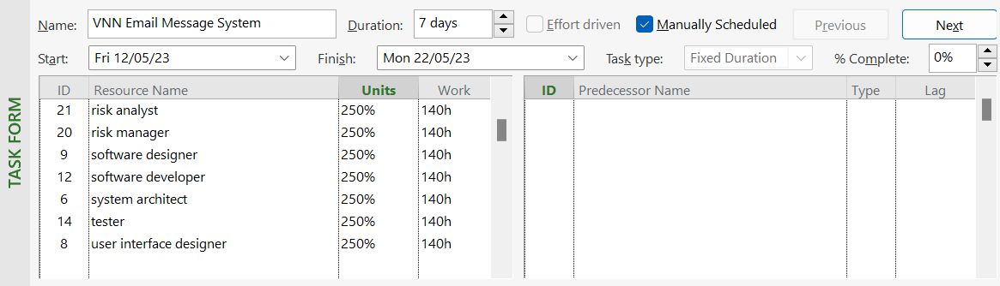 TASK FORM
Name: VNN Email Message System Duration: 7 days Effort driven Manually Scheduled Previous Next
Start: Fri 12/05/23 Finish: Mon 22/05/23 Task type: Fixed Duration % Complete: 0%
ID Resource Name Units Work ID Predecessor Name Type Lag
21 risk analyst 250% 140h
20 risk manager 250% 140h
9 software designer 250% 140h
12 software developer 250% 140h
6 system architect 250% 140h
14 tester 250% 140h
8 user interface designer 250% 140h